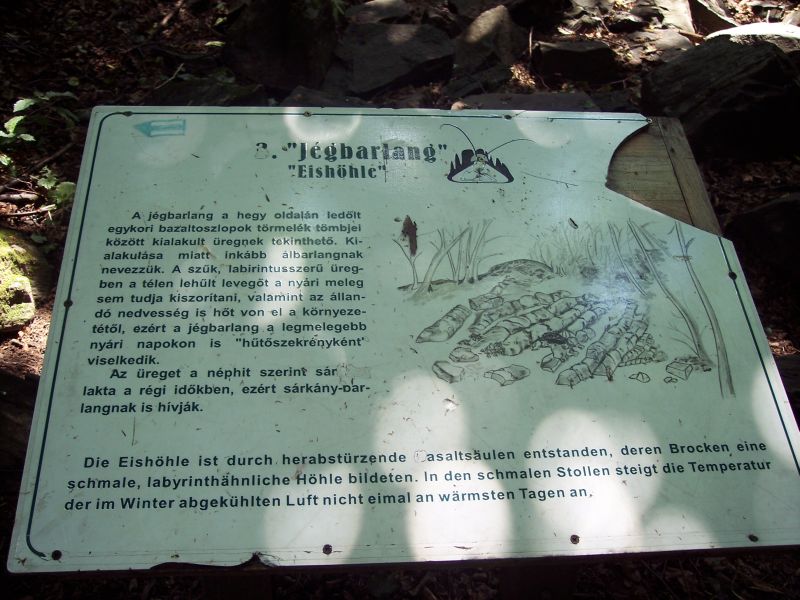 3. "Jégbarlang"
"Eishöhle"
A jégbarlang a hegy oldalán ledőlt
egykori bazaltoszlopok törmelék tömbjei
között kialakult üregnek tekinthető. Ki-
alakulása miatt inkább álbarlangnak
nevezzük. A szűk, labirintusszerű üreg-
ben a télen lehűlt levegőt a nyári meleg
sem tudja kiszorítani, valamint az állan-
dó nedvesség is hőt von el a környeze-
tétől, ezért a jégbarlang a legmelegebb
nyári napokon is "hűtőszekrényként'
viselkedik.
Az üreget a néphit szerint
lakta a régi időkben, ezért sárkány-bar-
langnak is hívják.
Die Eishöhle ist durch herabstürzende Basaltsäulen entstanden, deren Brocken eine
schmale, labyrinthähnliche Höhle bildeten. In den schmalen Stollen steigt die Temperatur
der im Winter abgekühlten Luft nicht eimal an wärmsten Tagen an.